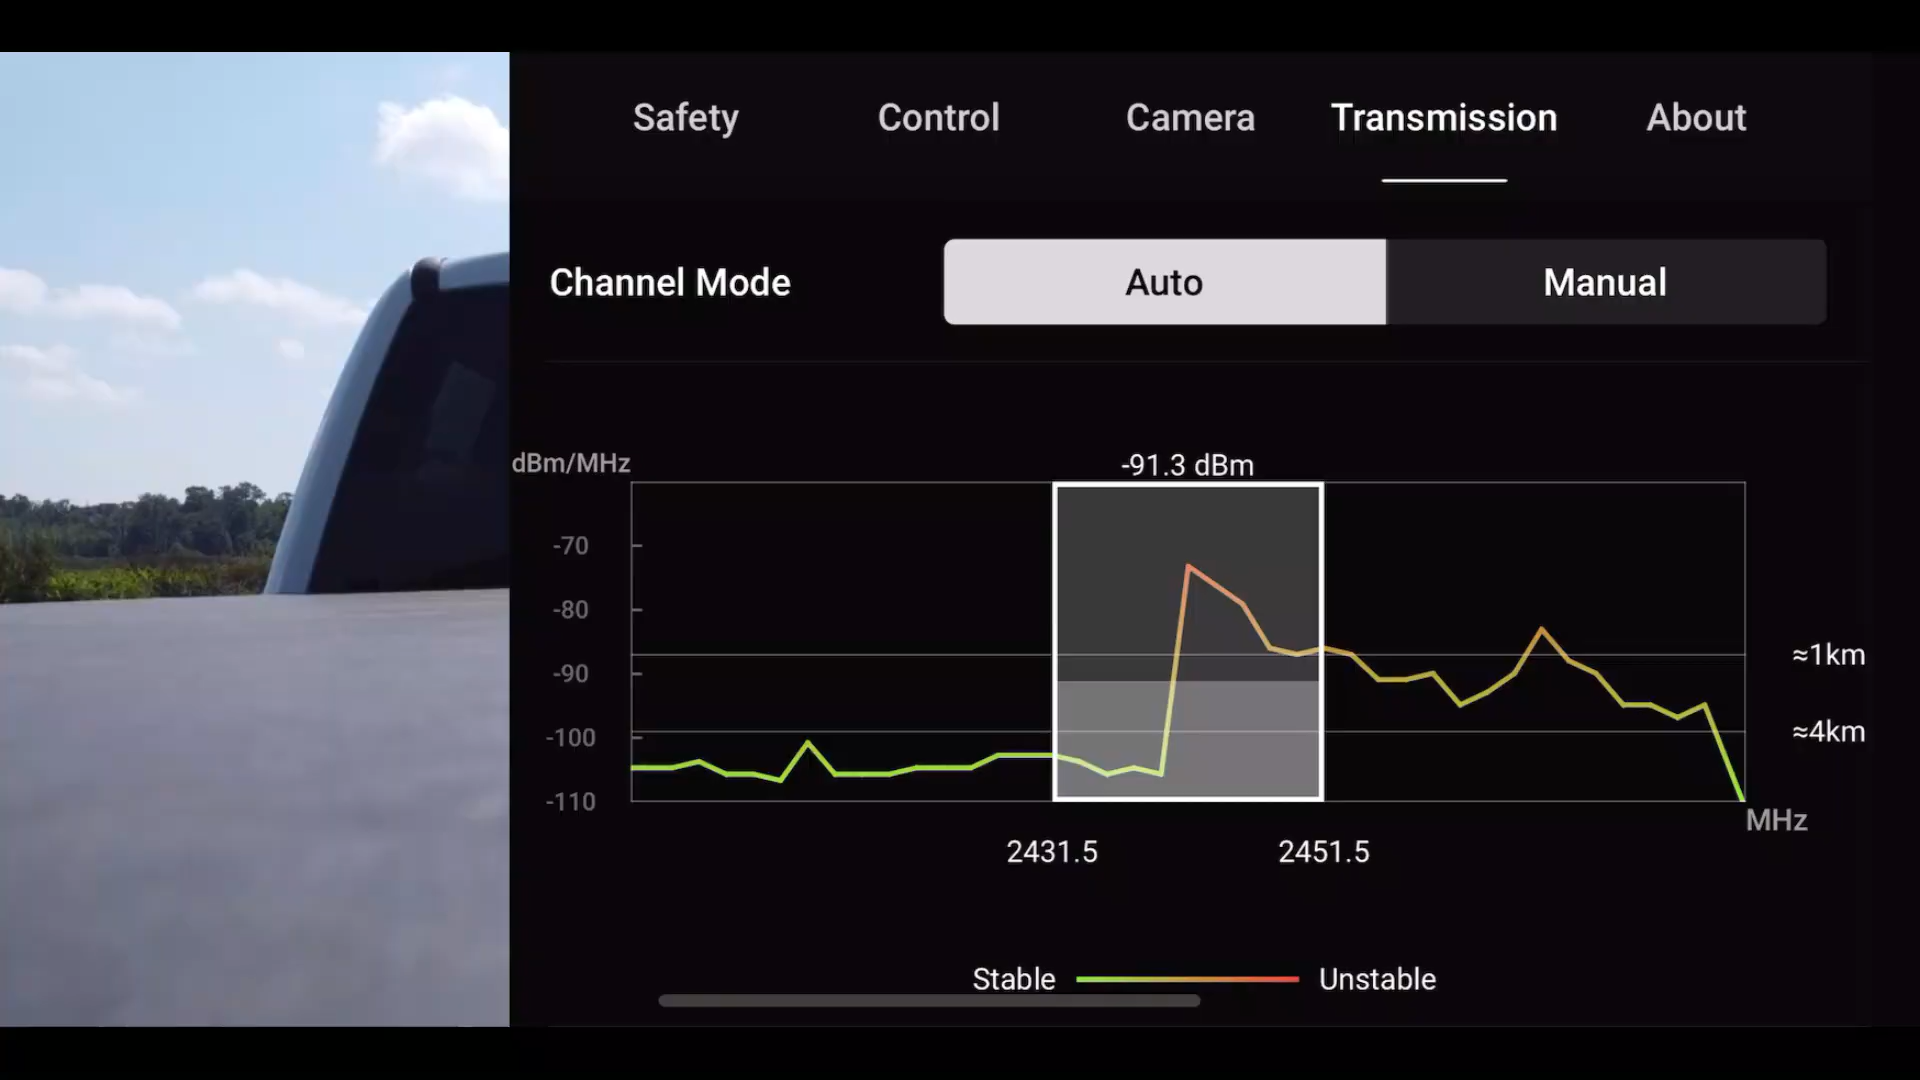 Safety Control Camera Transmission About
Channel Mode Auto Manual
dBm/MHz
-91.3 dBm
-70
-80
≈1km
-90
≈4km
-100
-110
MHz
2431.5 2451.5
Stable Unstable